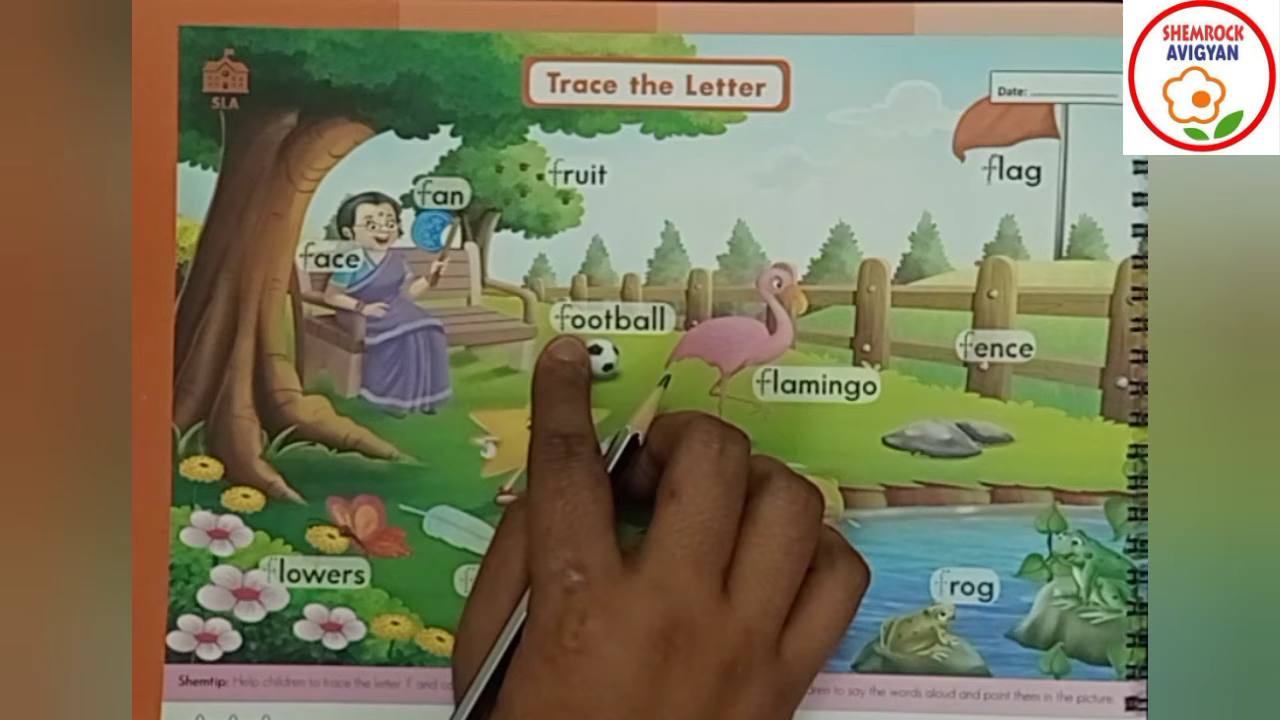 SHEMROCK
AVIGYAN
SLA
Trace the Letter
Date:
fruit
flag
fan
face
football
fence
flamingo
flowers
frog
Shemtip: Help children to trace the letter f and
to say the words aloud and point them in the picture.